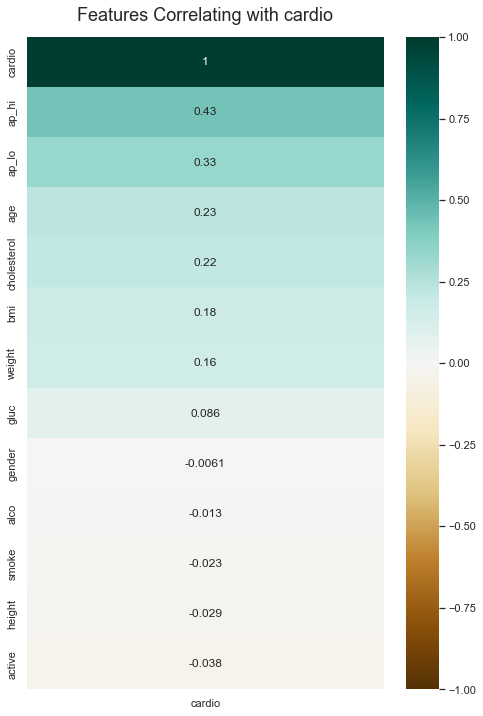 Features Correlating with cardio
cardio
1
ap_hi
0.43
ap_lo
0.33
age
0.23
cholesterol
0.22
bmi
0.18
weight
0.16
gluc
0.086
gender
-0.0061
alco
-0.013
smoke
-0.023
height
-0.029
active
-0.038
cardio
1.00
0.75
0.50
0.25
0.00
−0.25
−0.50
−0.75
−1.00